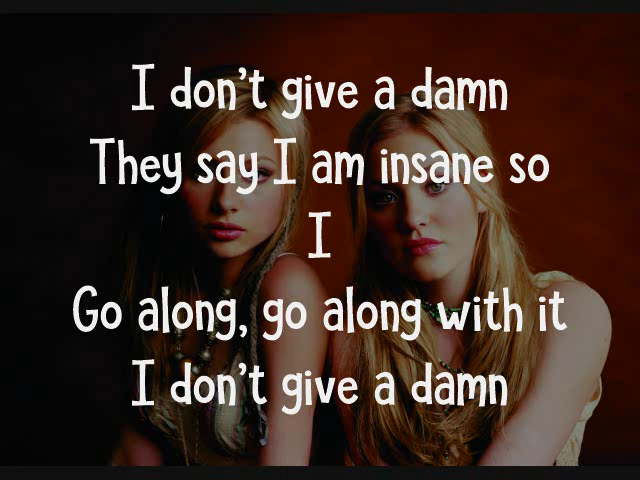 I don't give a damn
They say I am insane so
I
Go along, go along with it
I don't give a damn